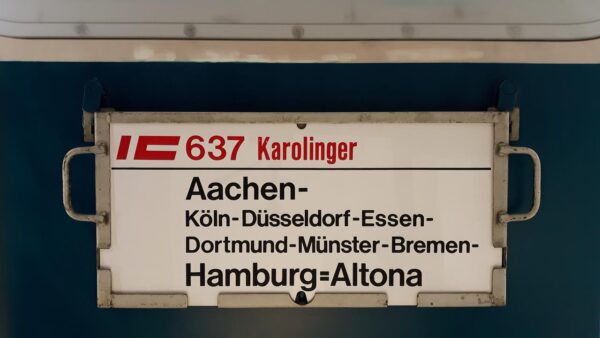 IC 637 Karolinger
Aachen-
Köln-Düsseldorf-Essen-
Dortmund-Münster-Bremen-
Hamburg=Altona